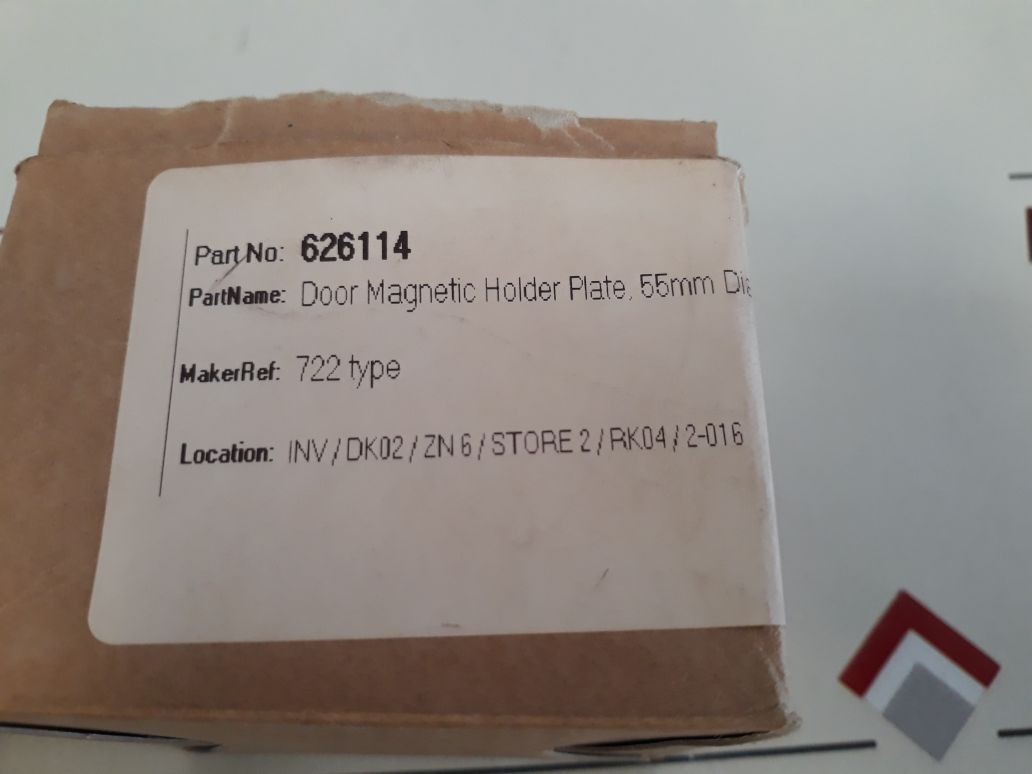 Part No: 626114
PartName: Door Magnetic Holder Plate, 55mm
MakerRef: 722 type
Location: INV / DK02 / ZN 6 / STORE 2 / RK04 / 2-016